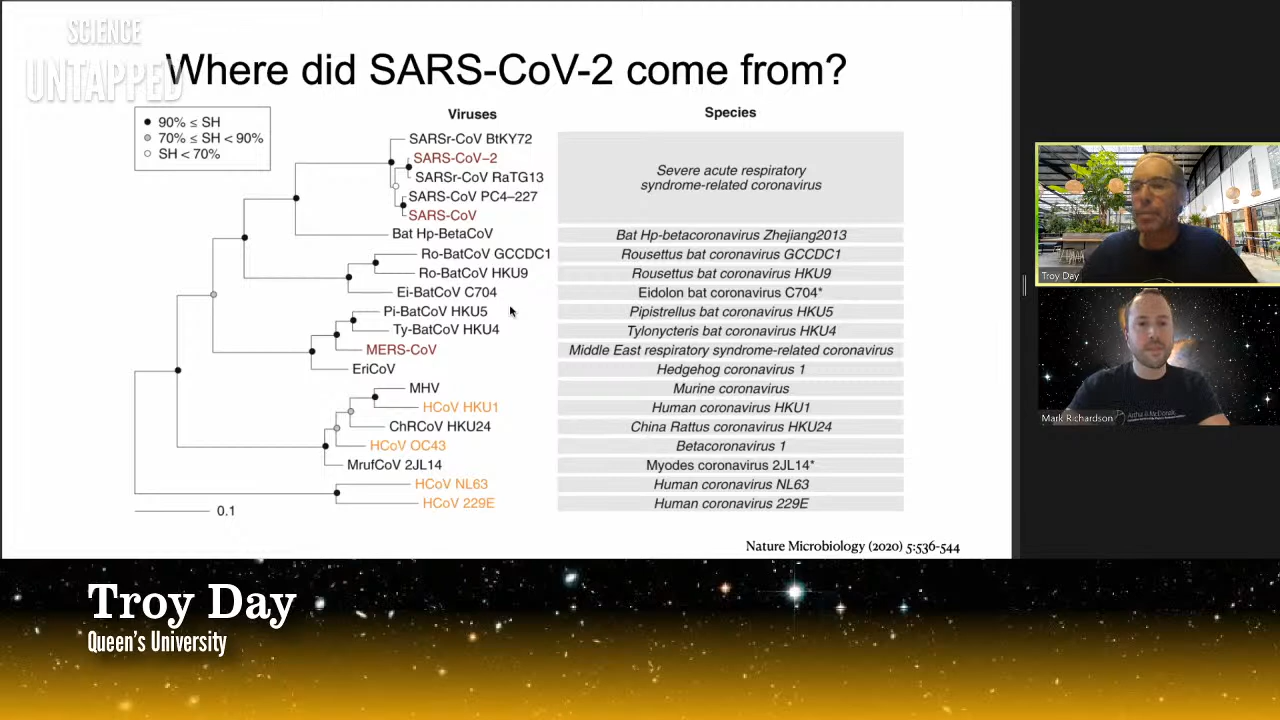 SCIENCE
UNTAPPED
Where did SARS-CoV-2 come from?
90% ≤ SH
70% ≤ SH < 90%
SH < 70%
Viruses
Species
SARSr-CoV BtKY72
SARS-CoV–2
SARSr-CoV RaTG13
SARS-CoV PC4–227
SARS-CoV
Severe acute respiratory
syndrome-related coronavirus
Bat Hp-BetaCoV
Bat Hp-betacoronavirus Zhejiang2013
Ro-BatCoV GCCDC1
Rousettus bat coronavirus GCCDC1
Ro-BatCoV HKU9
Rousettus bat coronavirus HKU9
Ei-BatCoV C704
Eidolon bat coronavirus C704*
Pi-BatCoV HKU5
Pipistrellus bat coronavirus HKU5
Ty-BatCoV HKU4
Tylonycteris bat coronavirus HKU4
MERS-CoV
Middle East respiratory syndrome-related coronavirus
EriCoV
Hedgehog coronavirus 1
MHV
Murine coronavirus
HCoV HKU1
Human coronavirus HKU1
ChRCoV HKU24
China Rattus coronavirus HKU24
HCoV OC43
Betacoronavirus 1
MrufCoV 2JL14
Myodes coronavirus 2JL14*
HCoV NL63
Human coronavirus NL63
HCoV 229E
Human coronavirus 229E
0.1
Nature Microbiology (2020) 5:536-544
Troy Day
Mark Richardson
Troy Day
Queen's University